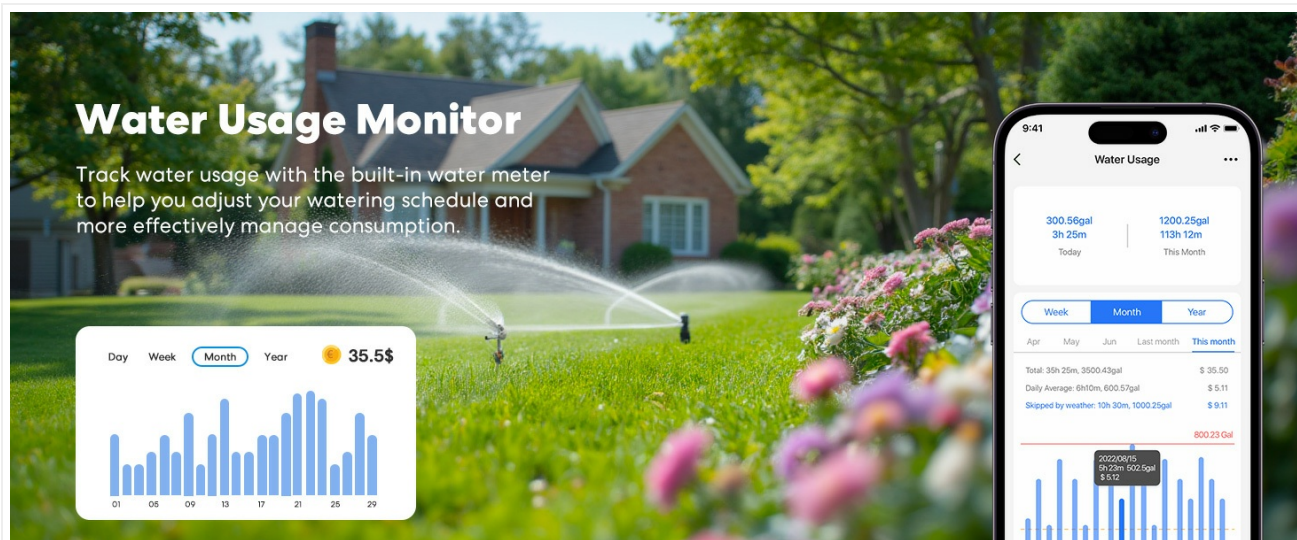 Water Usage Monitor
Track water usage with the built-in water meter
to help you adjust your watering schedule and
more effectively manage consumption.
Day Week Month Year € 35.5$
01 05 09 13 17 21 25 29
9:41
Water Usage
300.56gal 1200.25gal
3h 25m 113h 12m
Today This Month
Week Month Year
Apr May Jun Last month This month
Total: 35h 25m, 3500.43gal $ 35.50
Daily Average: 6h10m, 600.57gal $ 5.11
Skipped by weather: 10h 30m, 1000.25gal $ 9.11
800.23 Gal
2022/08/15
5h 23m 502.5gal
$ 5.12